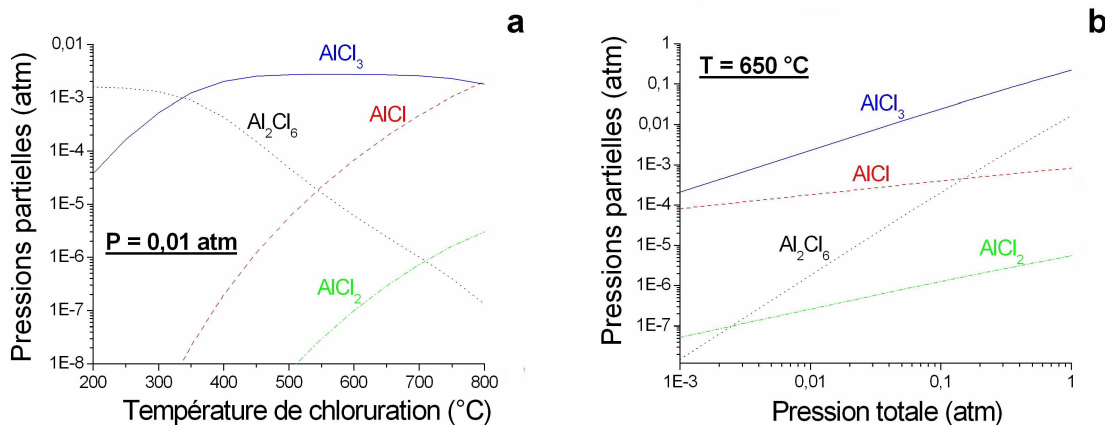 a
Pressions partielles (atm)
0,01
1E-3
1E-4
1E-5
1E-6
1E-7
1E-8
AlCl3
AlCl
Al2Cl6
P = 0,01 atm
AlCl2
200 300 400 500 600 700 800
Température de chloruration (°C)
b
Pressions partielles (atm)
1
0,1
0,01
1E-3
1E-4
1E-5
1E-6
1E-7
T = 650 °C
AlCl3
AlCl
Al2Cl6
AlCl2
1E-3 0,01 0,1 1
Pression totale (atm)